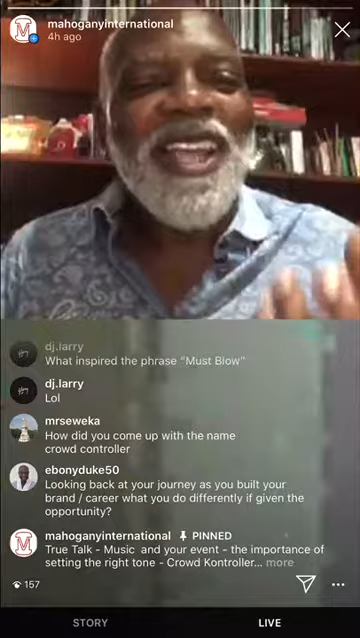 mahoganyinternational
4h ago
dj.larry
What inspired the phrase "Must Blow"
dj.larry
Lol
mrseweka
How did you come up with the name
crowd controller
ebonyduke50
Looking back at your journey as you built your
brand / career what you do differently if given the
opportunity?
mahoganyinternational PINNED
True Talk - Music and your event - the importance of
setting the right tone - Crowd Kontroller... more
157
STORY LIVE